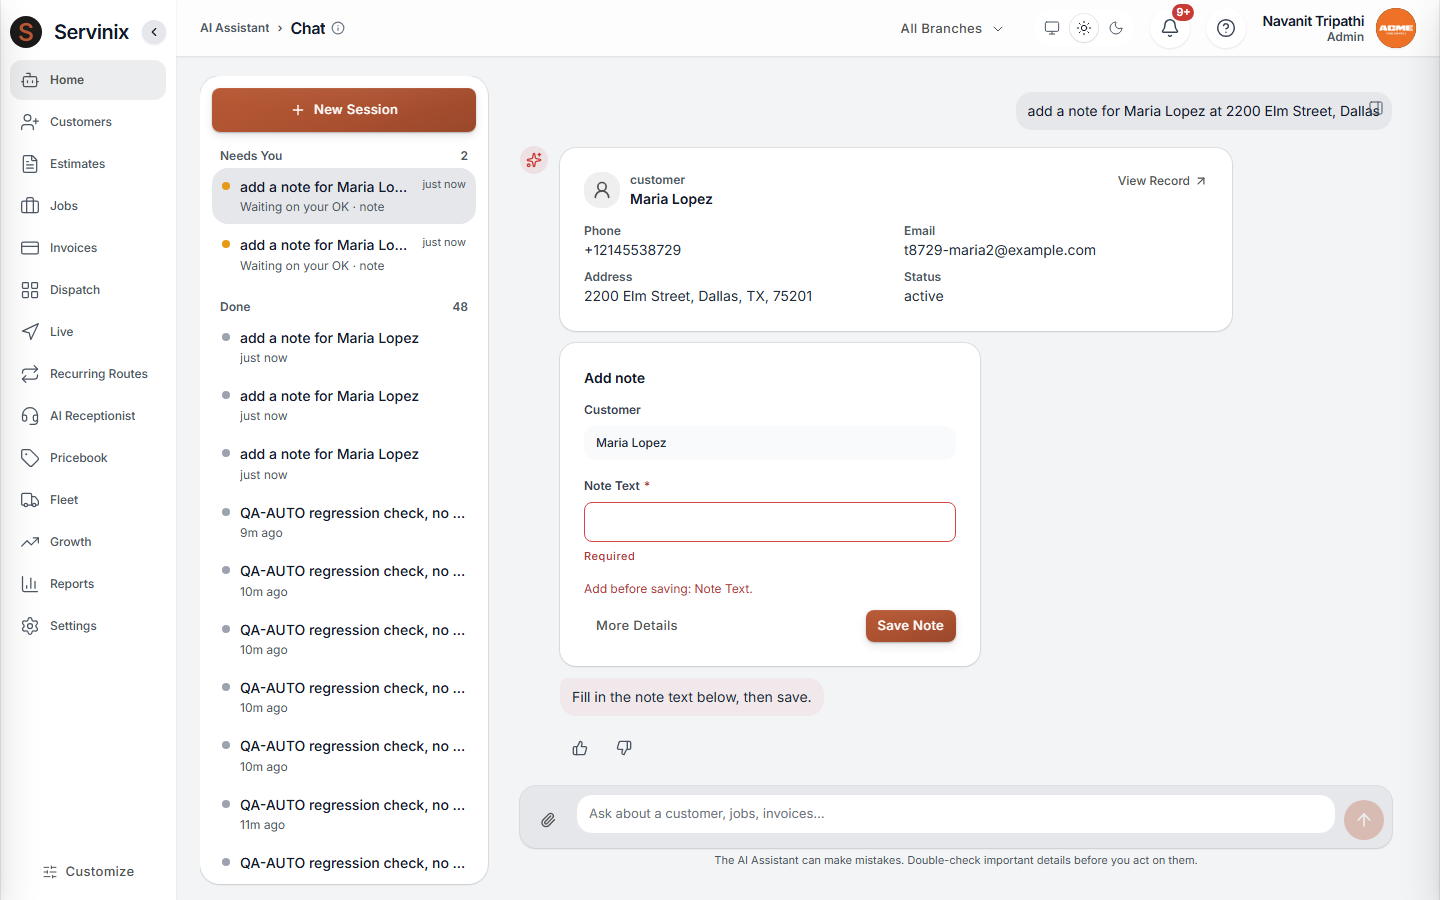 S
Servinix
Home
Customers
Estimates
Jobs
Invoices
Dispatch
Live
Recurring Routes
AI Receptionist
Pricebook
Fleet
Growth
Reports
Settings
Customize
AI Assistant › Chat
All Branches
9+
Navanit Tripathi
Admin
ACME
New Session
Needs You 2
add a note for Maria Lo... just now
Waiting on your OK · note
add a note for Maria Lo... just now
Waiting on your OK · note
Done 48
add a note for Maria Lopez
just now
add a note for Maria Lopez
just now
add a note for Maria Lopez
just now
QA-AUTO regression check, no ...
9m ago
QA-AUTO regression check, no ...
10m ago
QA-AUTO regression check, no ...
10m ago
QA-AUTO regression check, no ...
10m ago
QA-AUTO regression check, no ...
10m ago
QA-AUTO regression check, no ...
11m ago
QA-AUTO regression check, no ...
add a note for Maria Lopez at 2200 Elm Street, Dallas
customer
Maria Lopez
View Record
Phone
+12145538729
Email
t8729-maria2@example.com
Address
2200 Elm Street, Dallas, TX, 75201
Status
active
Add note
Customer
Maria Lopez
Note Text *
Required
Add before saving: Note Text.
More Details
Save Note
Fill in the note text below, then save.
Ask about a customer, jobs, invoices...
The AI Assistant can make mistakes. Double-check important details before you act on them.